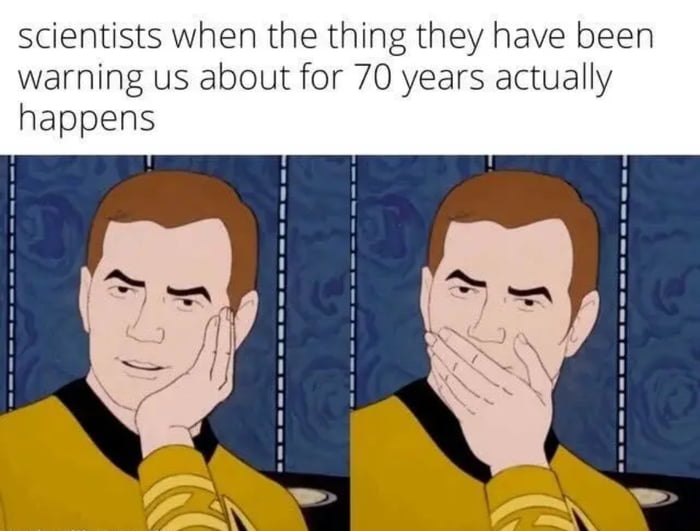 scientists when the thing they have been
warning us about for 70 years actually
happens